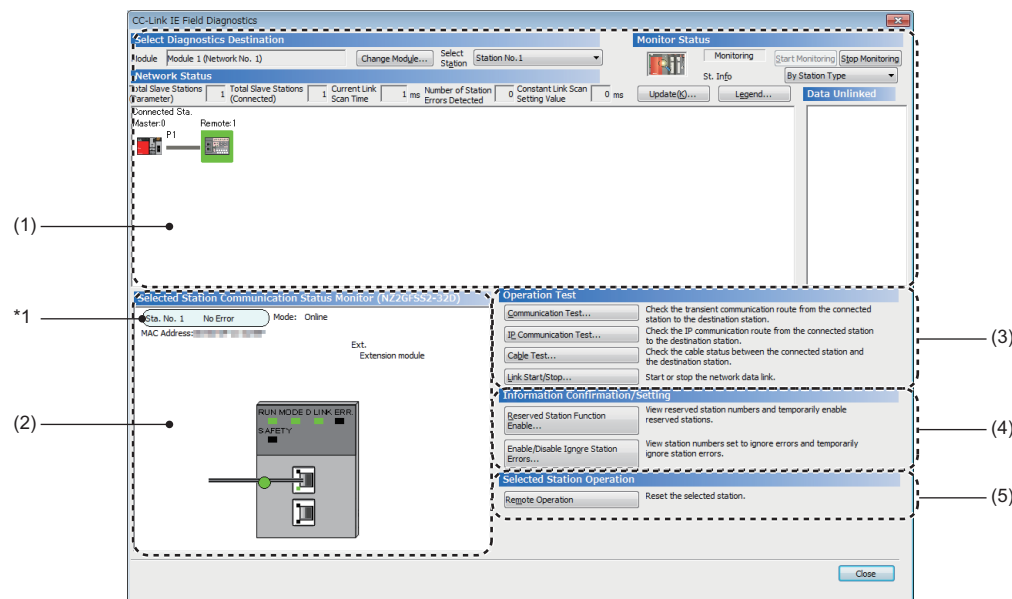 CC-Link IE Field Diagnostics
Select Diagnostics Destination
Monitor Status
Module Module 1 (Network No. 1)
Change Module...
Select Station
Station No.1
Monitoring
Start Monitoring
Stop Monitoring
Network Status
St. Info
By Station Type
Total Slave Stations (Parameter) 1
Total Slave Stations (Connected) 1
Current Link Scan Time 1 ms
Number of Station Errors Detected 0
Constant Link Scan Setting Value 0 ms
Update(K)...
Legend...
Data Unlinked
Connected Sta.
Master:0 Remote:1
P1
(1)
Selected Station Communication Status Monitor (NZ2GFSS2-32D)
*1
Sta. No. 1 No Error
Mode: Online
MAC Address:
Ext.
Extension module
(2)
RUN MODE D LINK ERR.
SAFETY
Operation Test
Communication Test...
Check the transient communication route from the connected
station to the destination station.
IP Communication Test...
Check the IP communication route from the connected station
to the destination station.
Cable Test...
Check the cable status between the connected station and
the destination station.
Link Start/Stop...
Start or stop the network data link.
(3)
Information Confirmation/Setting
Reserved Station Function
Enable...
View reserved station numbers and temporarily enable
reserved stations.
Enable/Disable Ignore Station
Errors...
View station numbers set to ignore errors and temporarily
ignore station errors.
(4)
Selected Station Operation
Remote Operation
Reset the selected station.
(5)
Close